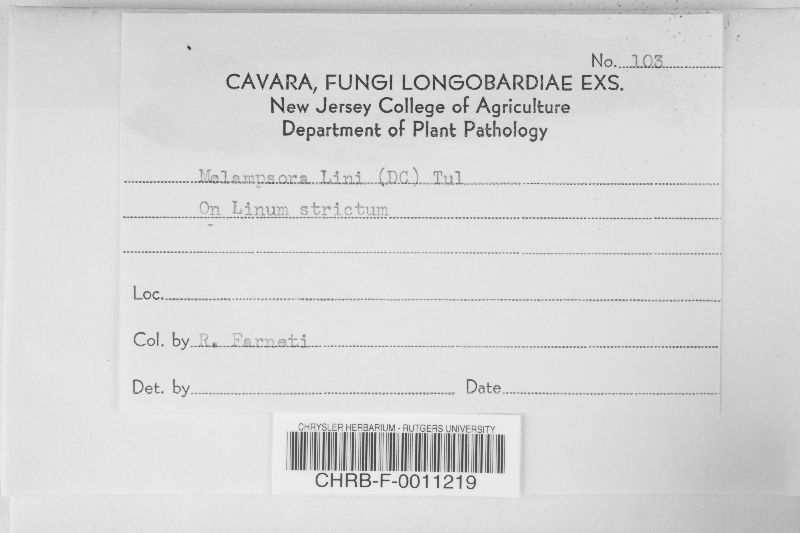 No. 103
CAVARA, FUNGI LONGOBARDIAE EXS.
New Jersey College of Agriculture
Department of Plant Pathology
Melampsora Lini (DC) Tul
On Linum strictum
Loc.
Col. by R. Farneti
Det. by Date
CHRYSLER HERBARIUM - RUTGERS UNIVERSITY
CHRB-F-0011219